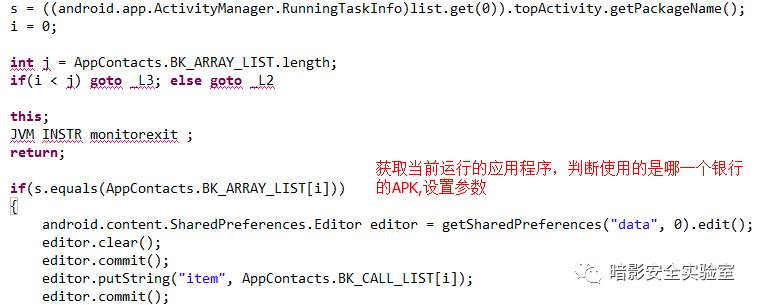 s = ((android.app.ActivityManager.RunningTaskInfo)list.get(0)).topActivity.getPackageName();
i = 0;
int j = AppContacts.BK_ARRAY_LIST.length;
if(i < j) goto _L3; else goto _L2
this;
JVM INSTR monitorexit ;
return;
获取当前运行的应用程序，判断使用的是哪一个银行
的APK,设置参数
if(s.equals(AppContacts.BK_ARRAY_LIST[i]))
{
android.content.SharedPreferences.Editor editor = getSharedPreferences("data", 0).edit();
editor.clear();
editor.commit();
editor.putString("item", AppContacts.BK_CALL_LIST[i]);
editor.commit();
暗影安全实验室